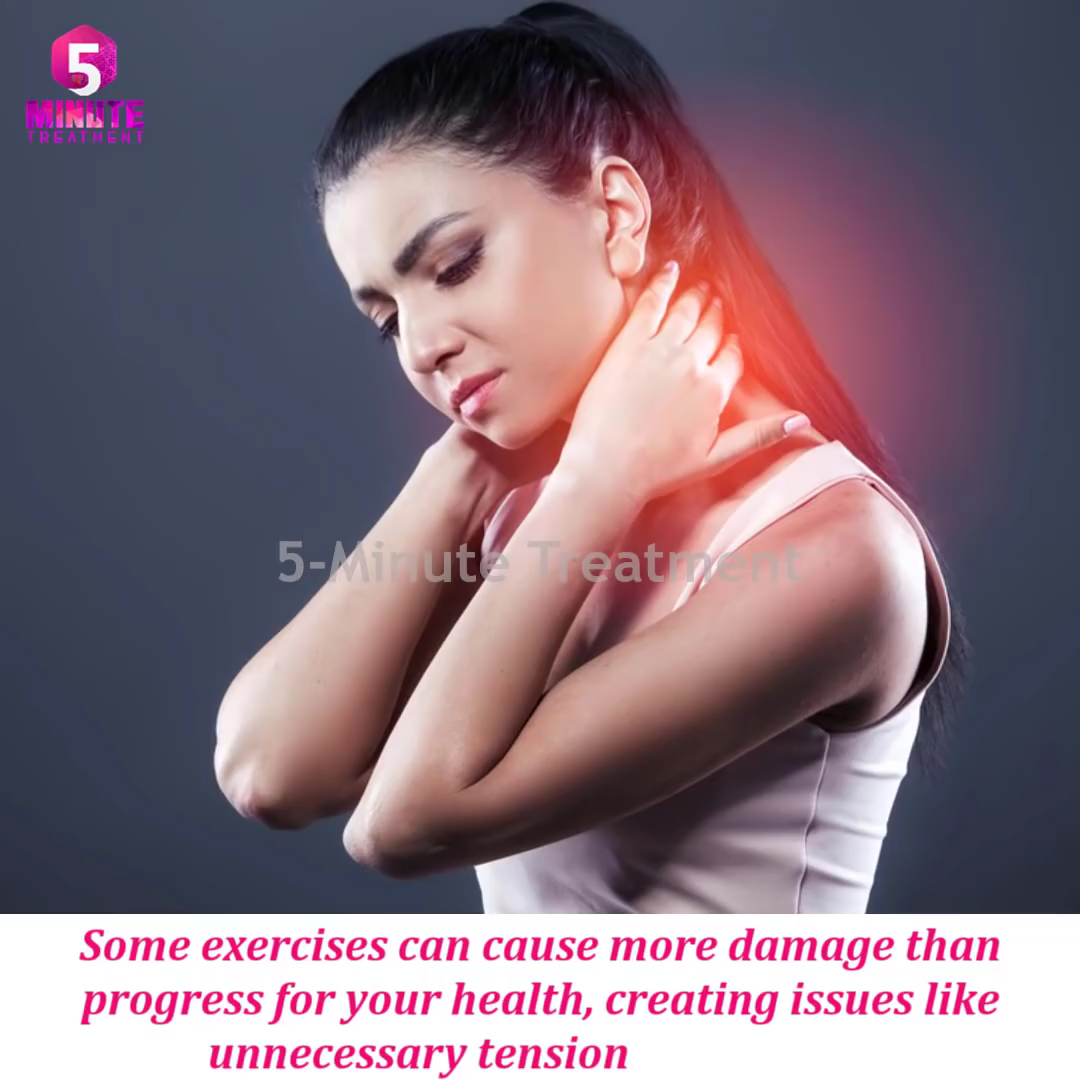 5
MINUTE
TREATMENT
5-Minute Treatment
Some exercises can cause more damage than
progress for your health, creating issues like
unnecessary tension